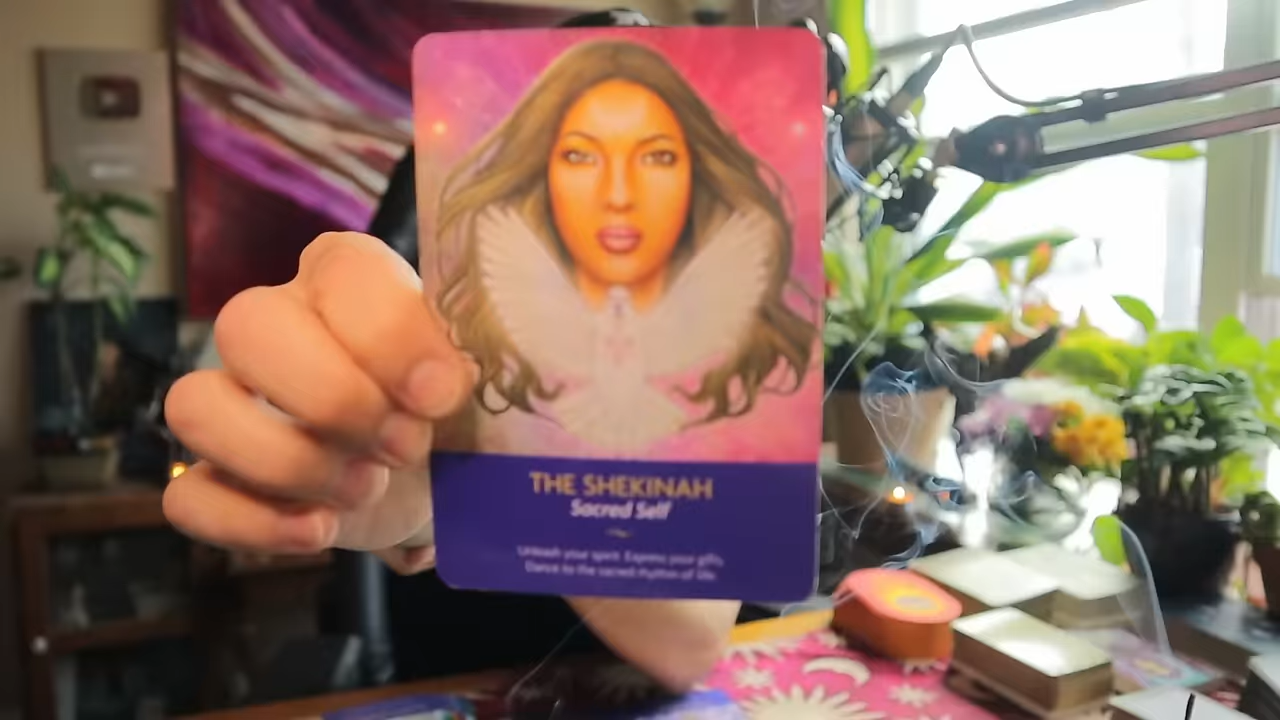 THE SHEKINAH
Sacred Self
Unleash your spirit. Express your gifts.
Dance to the sacred rhythm of life.